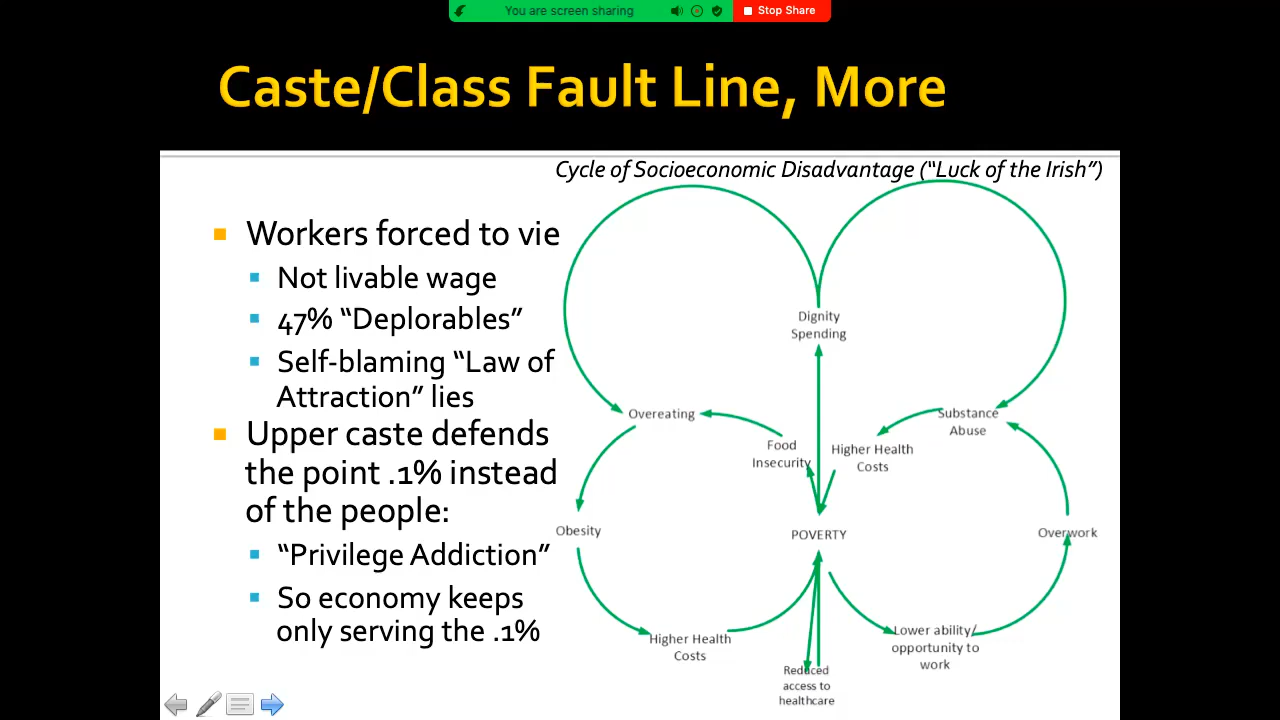 You are screen sharing
Stop Share
Caste/Class Fault Line, More
Cycle of Socioeconomic Disadvantage (“Luck of the Irish”)
Workers forced to vie
Not livable wage
47% “Deplorables”
Self-blaming “Law of
Attraction” lies
Upper caste defends
the point .1% instead
of the people:
“Privilege Addiction”
So economy keeps
only serving the .1%
Dignity
Spending
Overeating
Substance
Abuse
Food
Insecurity
Higher Health
Costs
Obesity
POVERTY
Overwork
Higher Health
Costs
Lower ability/
opportunity to
work
Reduced
access to
healthcare